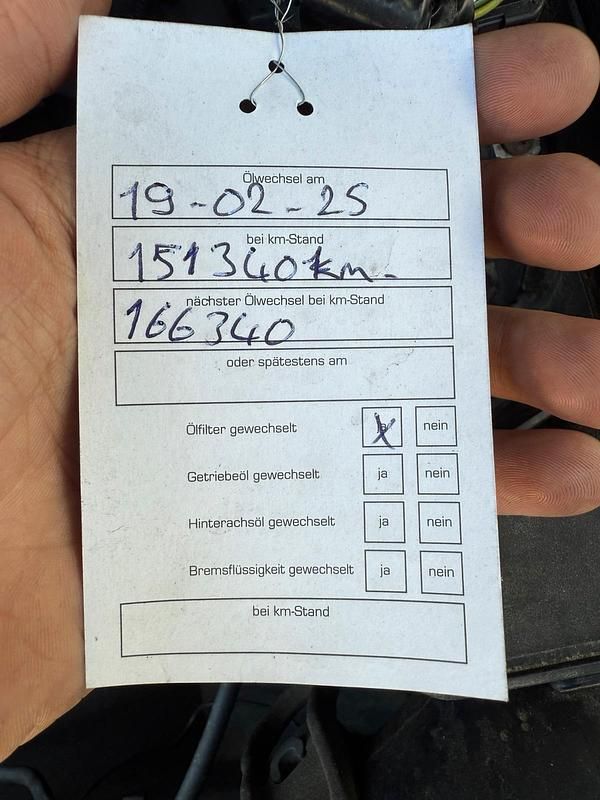 Ölwechsel am
19-02-25
bei km-Stand
151340km-
nächster Ölwechsel bei km-Stand
166340
oder spätestens am
Ölfilter gewechselt ja nein
Getriebeöl gewechselt ja nein
Hinterachsöl gewechselt ja nein
Bremsflüssigkeit gewechselt ja nein
bei km-Stand